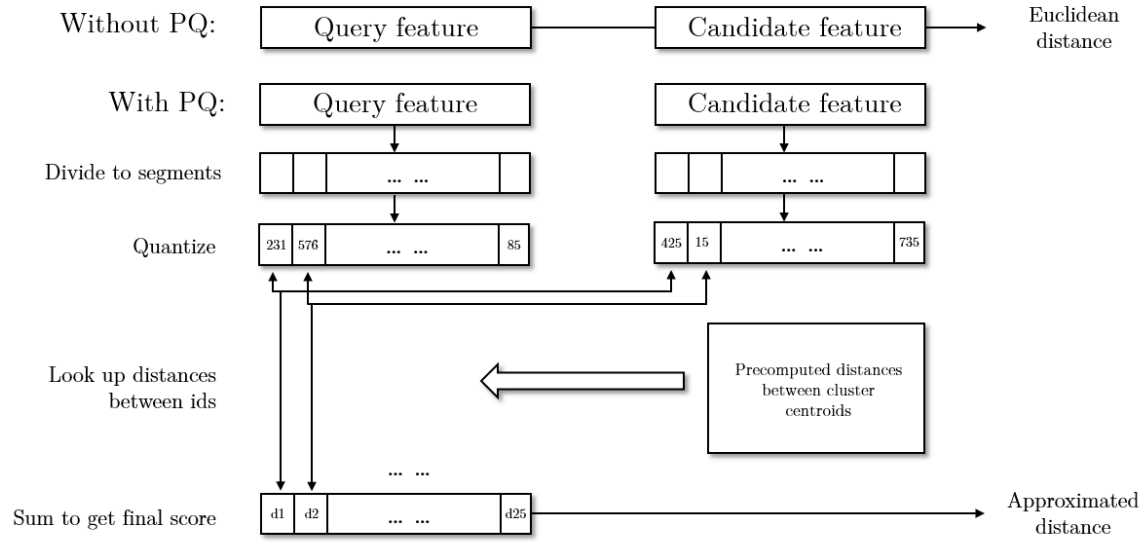 Without PQ:
Query feature
Candidate feature
Euclidean
distance
With PQ:
Query feature
Candidate feature
Divide to segments
... ...
... ...
Quantize
231
576
... ...
85
425
15
... ...
735
Look up distances
between ids
Precomputed distances
between cluster
centroids
... ...
Sum to get final score
d1
d2
... ...
d25
Approximated
distance